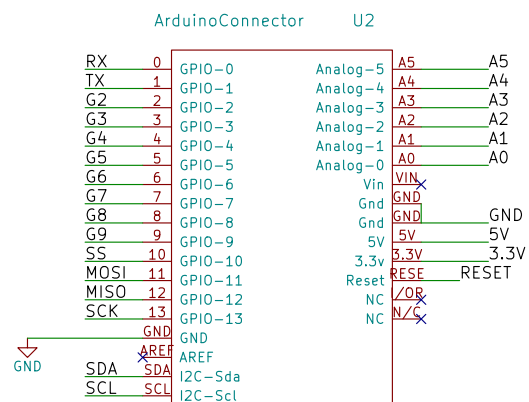 ArduinoConnector U2
RX 0 GPIO-0 Analog-5 A5 A5
TX 1 GPIO-1 Analog-4 A4 A4
G2 2 GPIO-2 Analog-3 A3 A3
G3 3 GPIO-3 Analog-2 A2 A2
G4 4 GPIO-4 Analog-1 A1 A1
G5 5 GPIO-5 Analog-0 A0 A0
G6 6 GPIO-6 Vin VIN
G7 7 GPIO-7 Gnd GND
G8 8 GPIO-8 Gnd GND GND
G9 9 GPIO-9 5V 5V 5V
SS 10 GPIO-10 3.3v 3.3V 3.3V
MOSI 11 GPIO-11 Reset RESE RESET
MISO 12 GPIO-12 NC I/OR
SCK 13 GPIO-13 NC N/C
GND GND
GND
AREF AREF
SDA SDA I2C-Sda
SCL SCL I2C-Scl